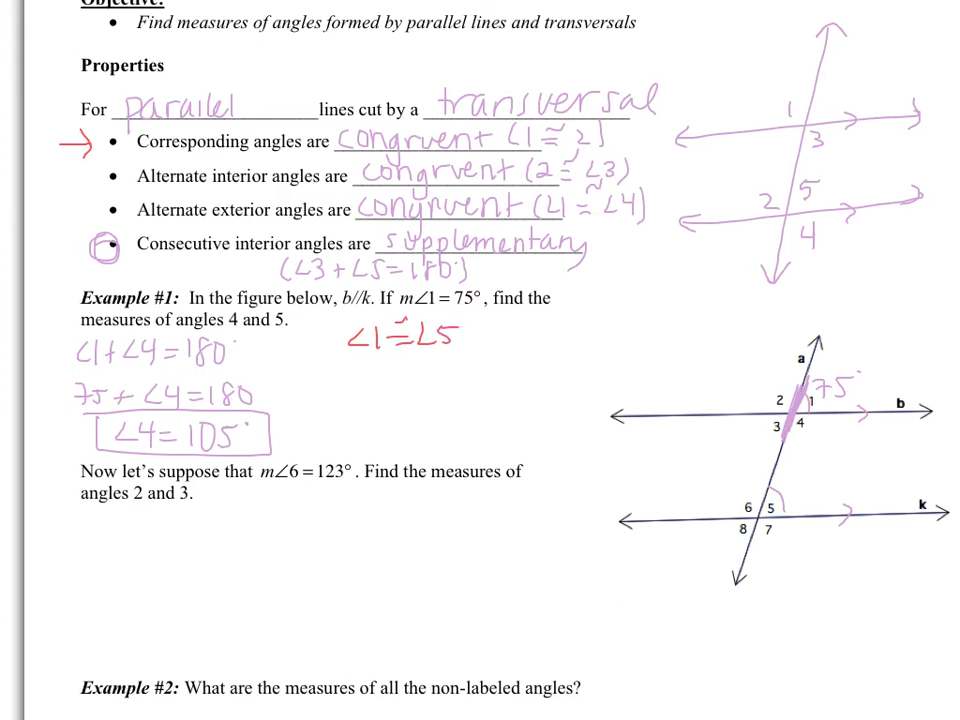 Objective:
• Find measures of angles formed by parallel lines and transversals
Properties
For parallel lines cut by a transversal
• Corresponding angles are congruent (1 ≅ 2)
• Alternate interior angles are congruent (2 ≅ ∠3)
• Alternate exterior angles are congruent (∠1 ≅ ∠4)
• Consecutive interior angles are supplementary
(∠3 + ∠5 = 180°)
1
3
2 5
4
Example #1: In the figure below, b//k. If m∠1 = 75°, find the
measures of angles 4 and 5.
∠1 ≅ ∠5
∠1 + ∠4 = 180°
75 + ∠4 = 180
∠4 = 105°
a
75°
2 1 b
3 4
6 5 k
8 7
Now let's suppose that m∠6 = 123°. Find the measures of
angles 2 and 3.
Example #2: What are the measures of all the non-labeled angles?